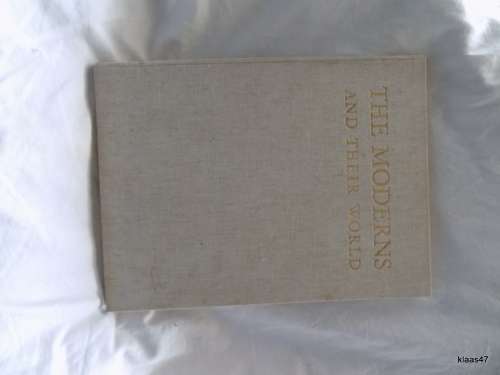 THE MODERNS
AND THEIR WORLD
klaas47